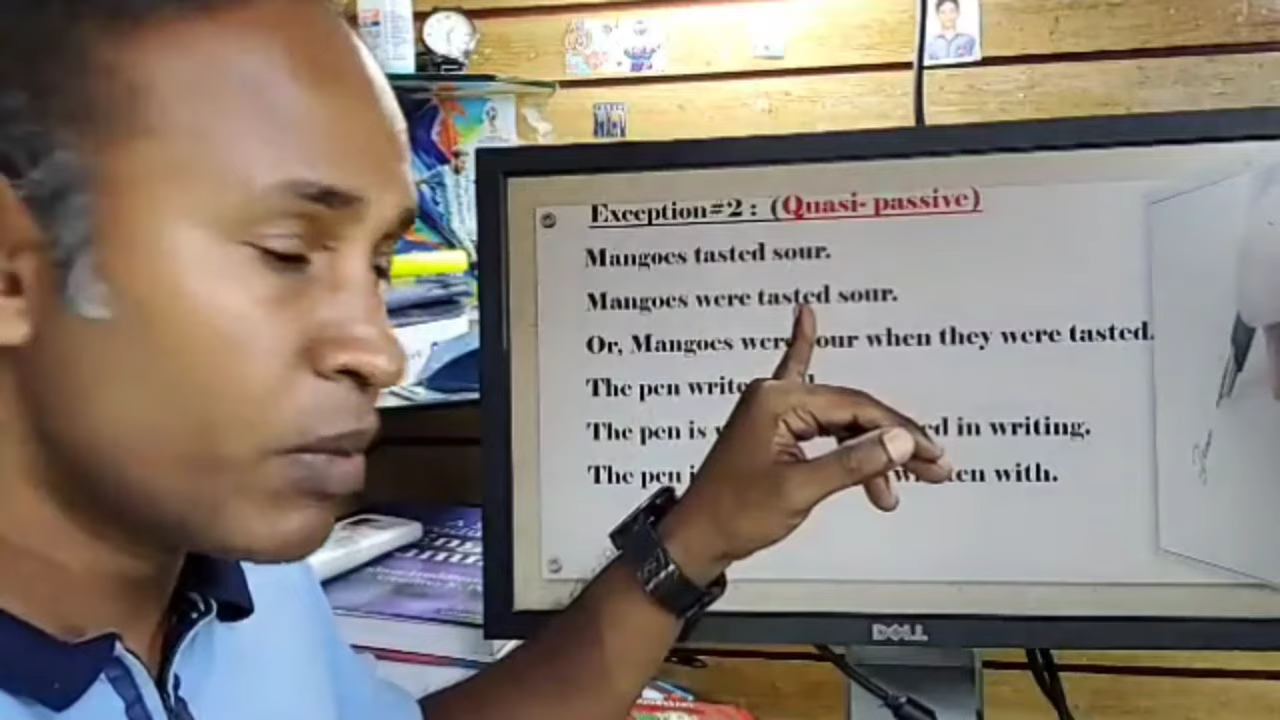 Exception#2 : (Quasi- passive)
Mangoes tasted sour.
Mangoes were tasted sour.
Or, Mangoes were sour when they were tasted.
The pen
The pen is in writing.
The pen with.
DELL